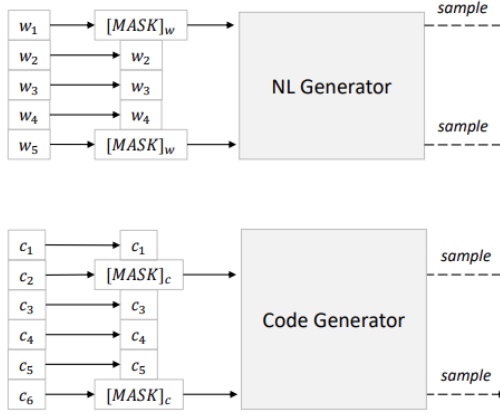 w₁ [MASK]w sample
w₂ w₂
w₃ w₃ NL Generator
w₄ w₄
w₅ [MASK]w sample
c₁ c₁
c₂ [MASK]c sample
c₃ c₃
c₄ c₄ Code Generator
c₅ c₅
c₆ [MASK]c sample